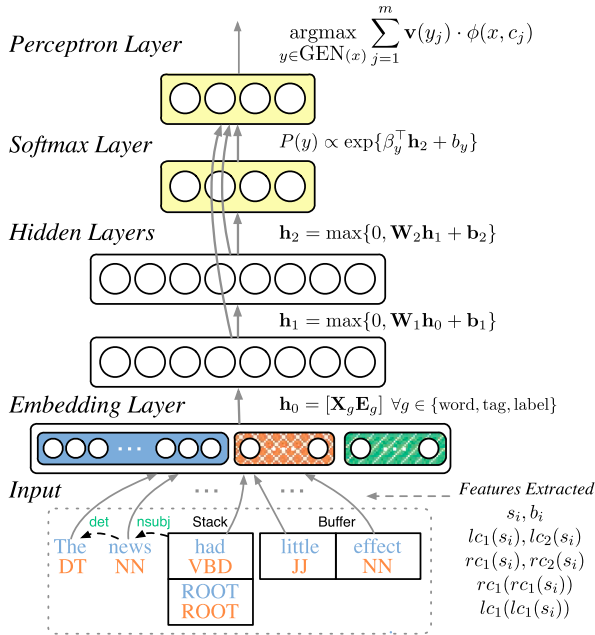 Perceptron Layer
argmax y∈GEN(x) ∑ m j=1 v(y_j) · ϕ(x, c_j)
Softmax Layer
P(y) ∝ exp{β_y^⊤ h_2 + b_y}
Hidden Layers
h_2 = max{0, W_2 h_1 + b_2}
h_1 = max{0, W_1 h_0 + b_1}
Embedding Layer
h_0 = [X_g E_g] ∀g ∈ {word, tag, label}
...
... ...
Input
... ...
Features Extracted
s_i, b_i
lc_1(s_i), lc_2(s_i)
rc_1(s_i), rc_2(s_i)
rc_1(rc_1(s_i))
lc_1(lc_1(s_i))
det nsubj Stack Buffer
The news had little effect
DT NN VBD JJ NN
ROOT
ROOT